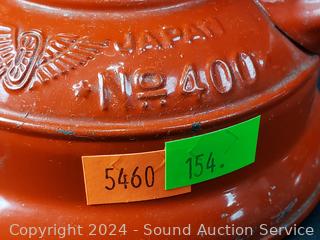 JAPAN
No 400
5460
154.
Copyright 2024 - Sound Auction Service